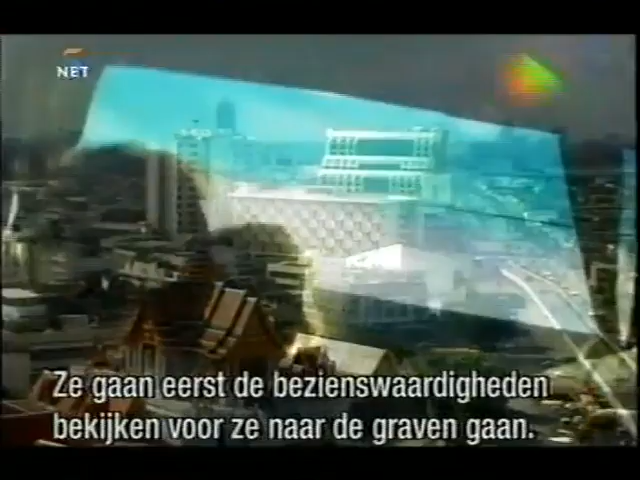 NET
Ze gaan eerst de bezienswaardigheden
bekijken voor ze naar de graven gaan.